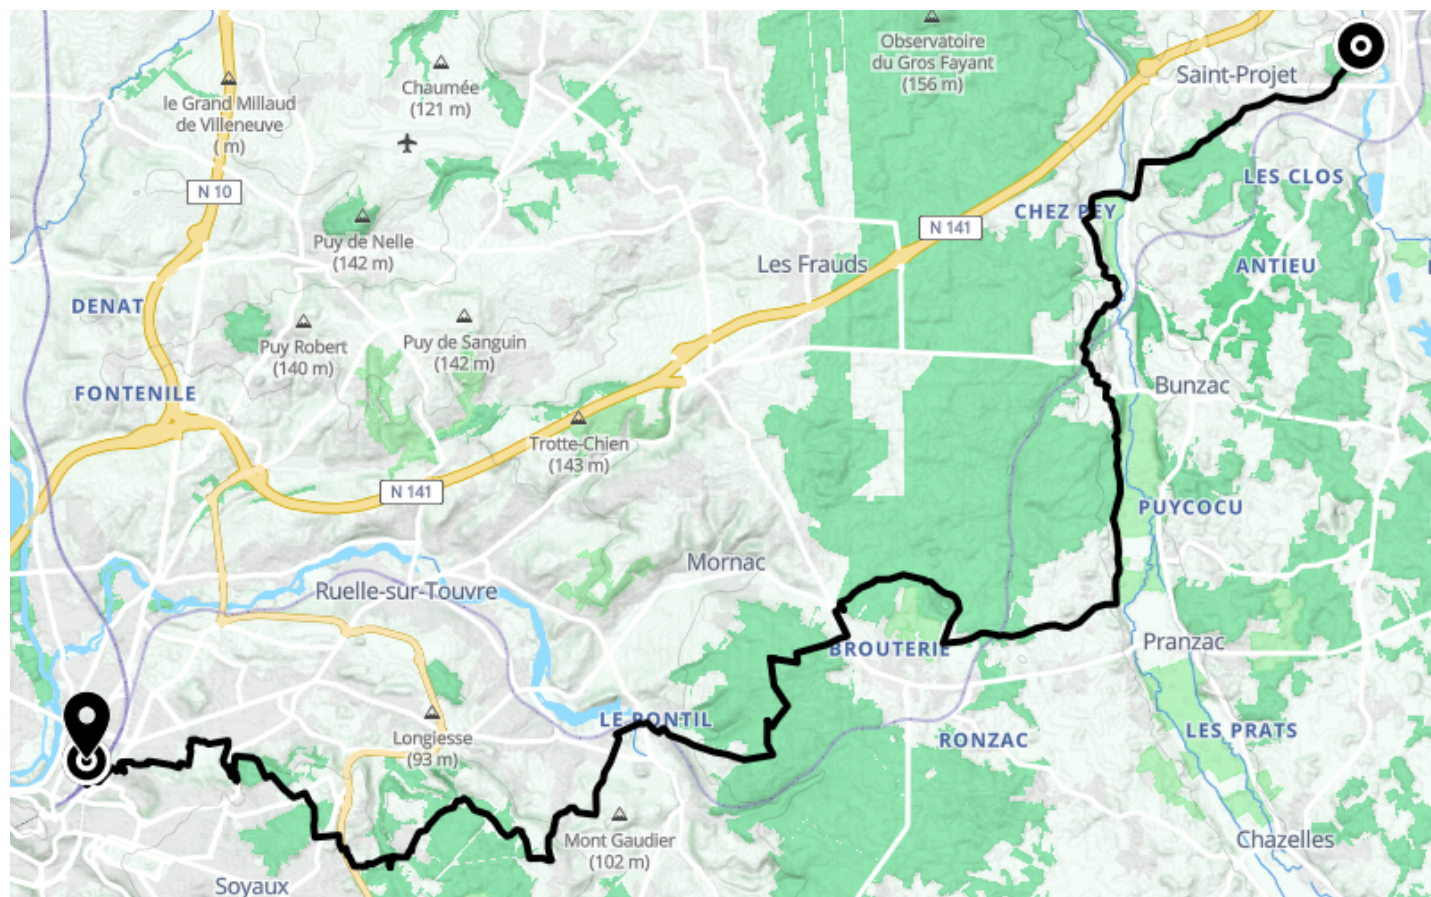 Observatoire
du Gros Fayant
(156 m)
Saint-Projet
Chaumée
(121 m)
le Grand Millaud
de Villeneuve
( m)
N 10
LES CLOS
CHEZ PEY
N 141
Puy de Nelle
(142 m)
Les Frauds
ANTIEU
DENAT
Puy Robert
(140 m)
Puy de Sanguin
(142 m)
FONTENILE
Bunzac
Trotte-Chien
(143 m)
N 141
PUYCOCU
Mornac
Ruelle-sur-Touvre
BROUTERIE
Pranzac
LE PONTIL
LES PRATS
Longiesse
(93 m)
RONZAC
Mont Gaudier
(102 m)
Chazelles
Soyaux